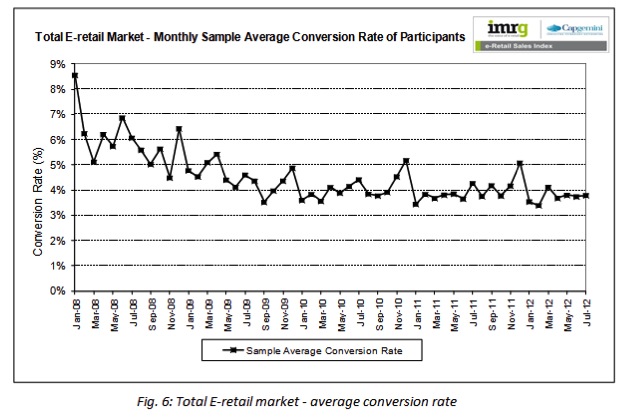 Total E-retail Market - Monthly Sample Average Conversion Rate of Participants
imrg
Capgemini
e-Retail Sales Index
Conversion Rate (%)
9%
8%
7%
6%
5%
4%
3%
2%
1%
0%
Jan-08
Mar-08
May-08
Jul-08
Sep-08
Nov-08
Jan-09
Mar-09
May-09
Jul-09
Sep-09
Nov-09
Jan-10
Mar-10
May-10
Jul-10
Sep-10
Nov-10
Jan-11
Mar-11
May-11
Jul-11
Sep-11
Nov-11
Jan-12
Mar-12
May-12
Jul-12
Sample Average Conversion Rate
Fig. 6: Total E-retail market - average conversion rate